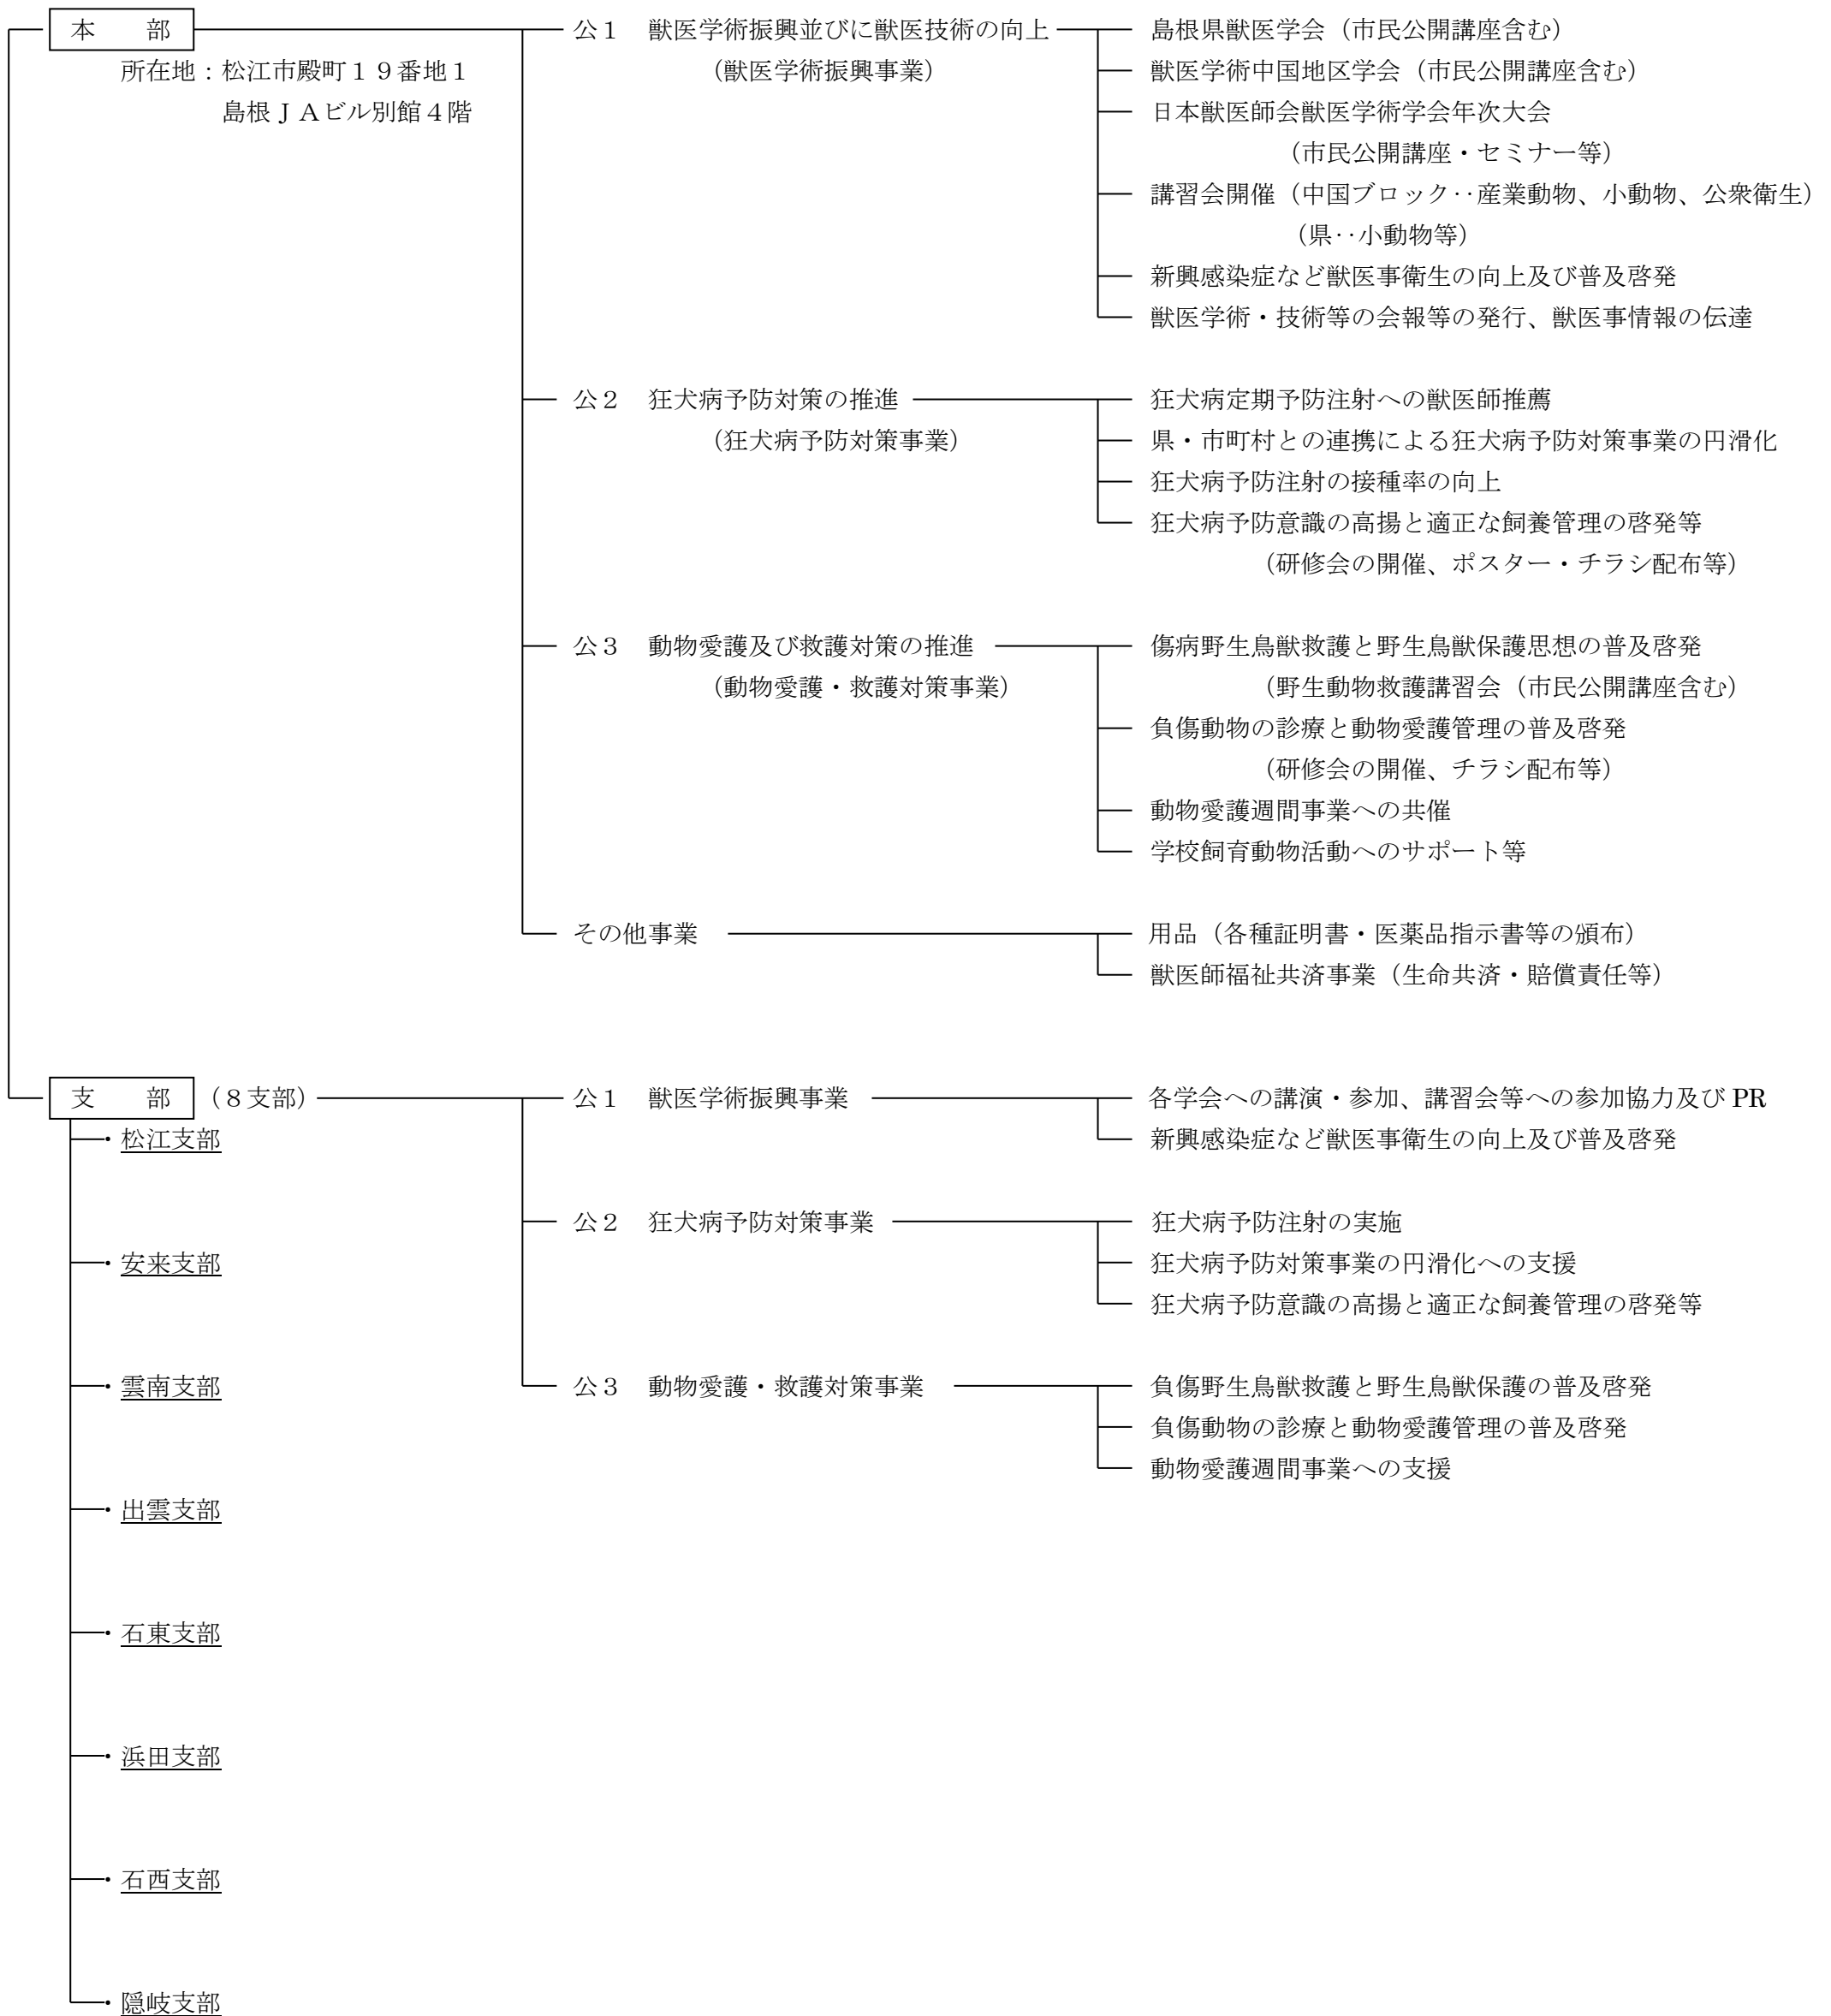 本　　部　公１　獣医学術振興並びに獣医技術の向上　島根県獣医学会（市民公開講座含む）
所在地：松江市殿町１９番地１　（獣医学術振興事業）　獣医学術中国地区学会（市民公開講座含む）
島根ＪＡビル別館４階　日本獣医師会獣医学術学会年次大会
（市民公開講座・セミナー等）
講習会開催（中国ブロック‥産業動物、小動物、公衆衛生）
（県‥小動物等）
新興感染症など獣医事衛生の向上及び普及啓発
獣医学術・技術等の会報等の発行、獣医事情報の伝達
公２　狂犬病予防対策の推進　狂犬病定期予防注射への獣医師推薦
（狂犬病予防対策事業）　県・市町村との連携による狂犬病予防対策事業の円滑化
狂犬病予防注射の接種率の向上
狂犬病予防意識の高揚と適正な飼養管理の啓発等
（研修会の開催、ポスター・チラシ配布等）
公３　動物愛護及び救護対策の推進　傷病野生鳥獣救護と野生鳥獣保護思想の普及啓発
（動物愛護・救護対策事業）　（野生動物救護講習会（市民公開講座含む）
負傷動物の診療と動物愛護管理の普及啓発
（研修会の開催、チラシ配布等）
動物愛護週間事業への共催
学校飼育動物活動へのサポート等
その他事業　用品（各種証明書・医薬品指示書等の頒布）
獣医師福祉共済事業（生命共済・賠償責任等）
支　　部　（８支部）　公１　獣医学術振興事業　各学会への講演・参加、講習会等への参加協力及び PR
・松江支部　新興感染症など獣医事衛生の向上及び普及啓発
公２　狂犬病予防対策事業　狂犬病予防注射の実施
・安来支部　狂犬病予防対策事業の円滑化への支援
狂犬病予防意識の高揚と適正な飼養管理の啓発等
・雲南支部　公３　動物愛護・救護対策事業　負傷野生鳥獣救護と野生鳥獣保護の普及啓発
負傷動物の診療と動物愛護管理の普及啓発
動物愛護週間事業への支援
・出雲支部
・石東支部
・浜田支部
・石西支部
・隠岐支部